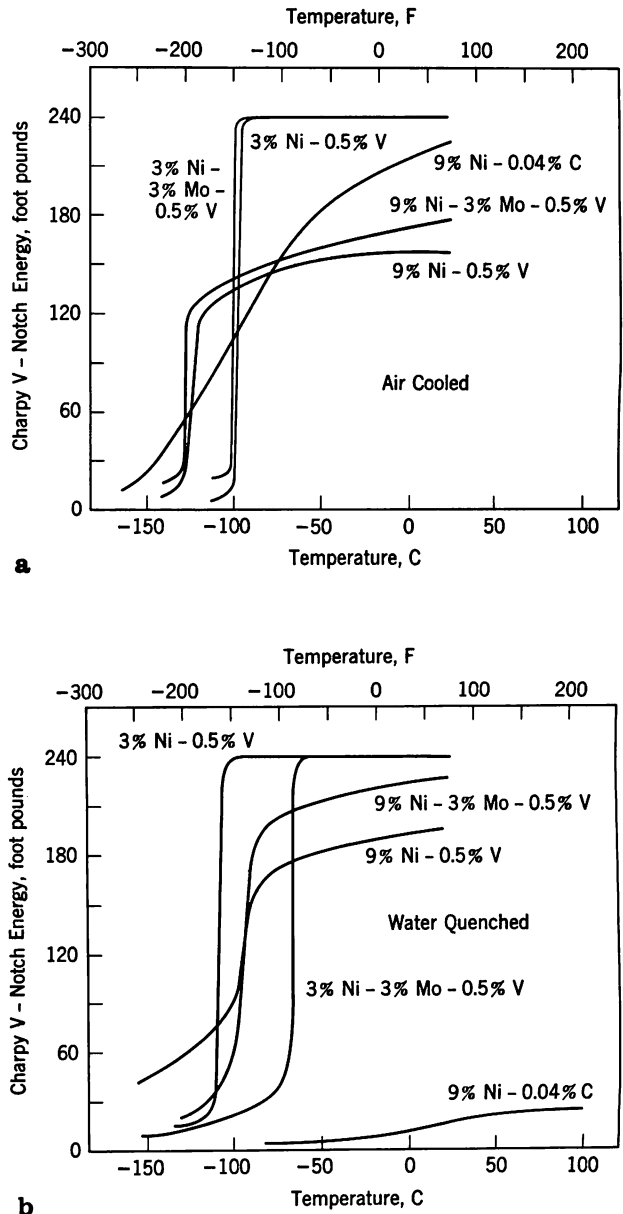 Temperature, F
−300 −200 −100 0 100 200
240
180
120
60
0
Charpy V – Notch Energy, foot pounds
3% Ni –
3% Mo –
0.5% V
3% Ni – 0.5% V
9% Ni – 0.04% C
9% Ni – 3% Mo – 0.5% V
9% Ni – 0.5% V
Air Cooled
−150 −100 −50 0 50 100
Temperature, C
a
Temperature, F
−300 −200 −100 0 100 200
3% Ni – 0.5% V
240
180
120
60
0
Charpy V – Notch Energy, foot pounds
9% Ni – 3% Mo – 0.5% V
9% Ni – 0.5% V
Water Quenched
3% Ni – 3% Mo – 0.5% V
9% Ni – 0.04% C
−150 −100 −50 0 50 100
Temperature, C
b